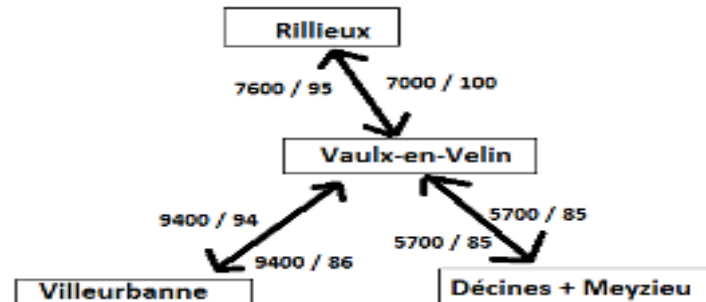 Rillieux
7600 / 95
7000 / 100
Vaulx-en-Velin
9400 / 94
5700 / 85
5700 / 85
9400 / 86
Villeurbanne
Décines + Meyzieu